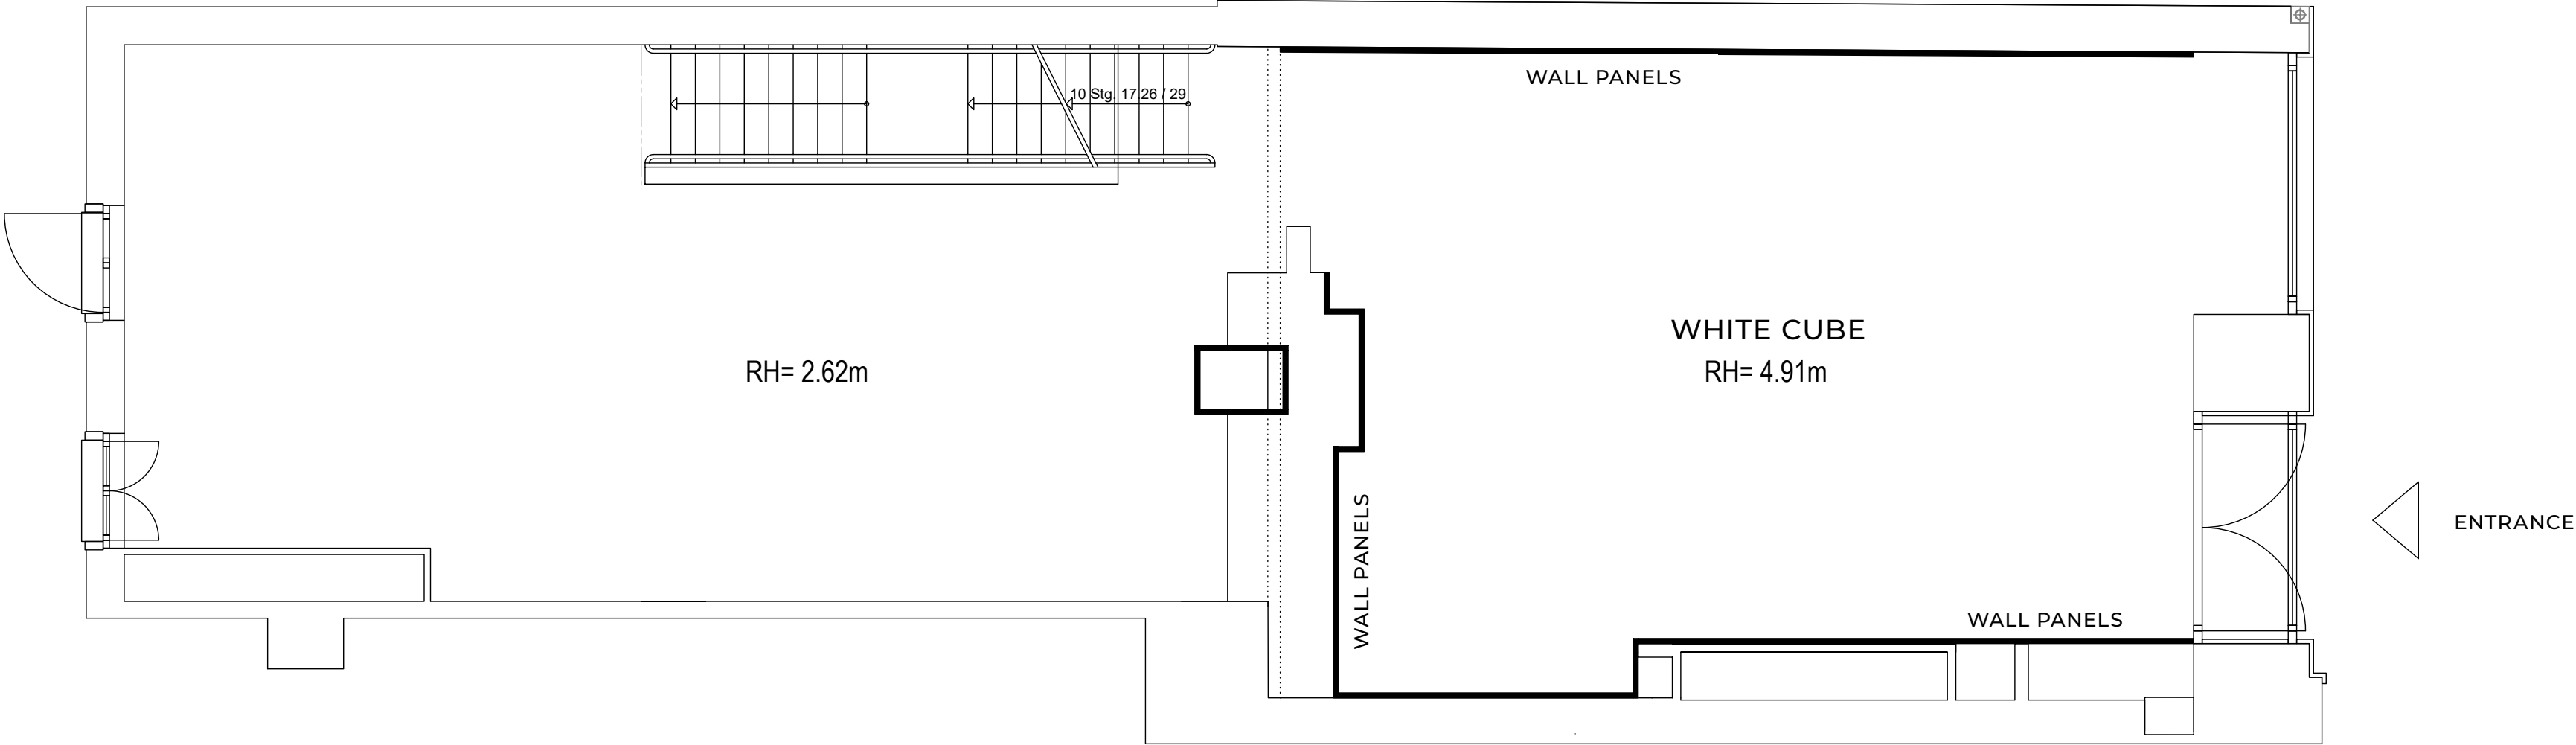 WALL PANELS
10 Stg. 17.26 / 29
WHITE CUBE
RH= 2.62m
RH= 4.91m
WALL PANELS
ENTRANCE
WALL PANELS